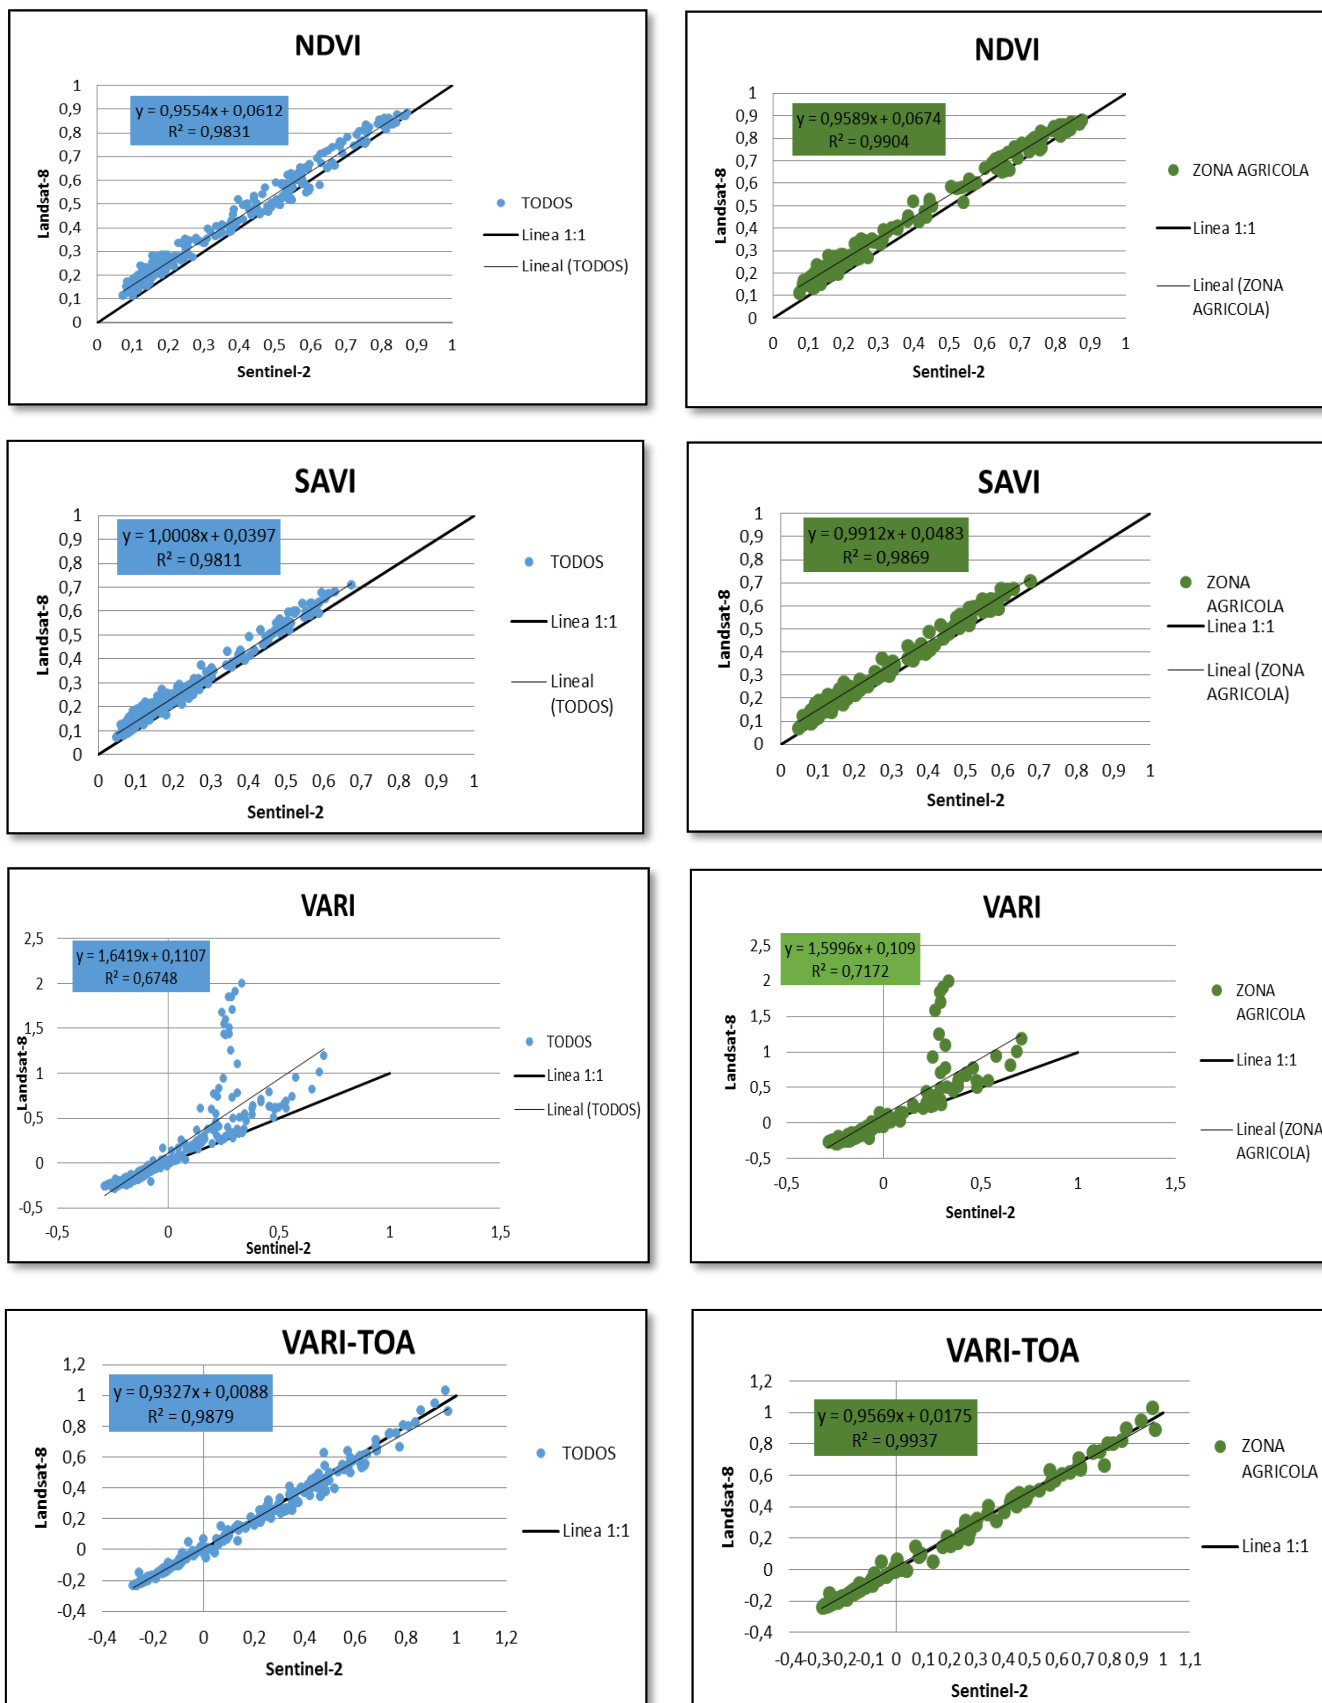 NDVI
y = 0,9554x + 0,0612
R² = 0,9831
1
0,9
0,8
0,7
0,6
0,5
0,4
0,3
0,2
0,1
0
Landsat-8
0 0,1 0,2 0,3 0,4 0,5 0,6 0,7 0,8 0,9 1
Sentinel-2
TODOS
Linea 1:1
Lineal (TODOS)
NDVI
y = 0,9589x + 0,0674
R² = 0,9904
1
0,9
0,8
0,7
0,6
0,5
0,4
0,3
0,2
0,1
0
Landsat-8
0 0,1 0,2 0,3 0,4 0,5 0,6 0,7 0,8 0,9 1
Sentinel-2
ZONA AGRICOLA
Linea 1:1
Lineal (ZONA
AGRICOLA)
SAVI
y = 1,0008x + 0,0397
R² = 0,9811
1
0,9
0,8
0,7
0,6
0,5
0,4
0,3
0,2
0,1
0
Landsat-8
0 0,1 0,2 0,3 0,4 0,5 0,6 0,7 0,8 0,9 1
Sentinel-2
TODOS
Linea 1:1
Lineal
(TODOS)
SAVI
y = 0,9912x + 0,0483
R² = 0,9869
1
0,9
0,8
0,7
0,6
0,5
0,4
0,3
0,2
0,1
0
Landsat-8
0 0,1 0,2 0,3 0,4 0,5 0,6 0,7 0,8 0,9 1
Sentinel-2
ZONA
AGRICOLA
Linea 1:1
Lineal (ZONA
AGRICOLA)
VARI
y = 1,6419x + 0,1107
R² = 0,6748
2,5
2
1,5
1
0,5
0
-0,5
Landsat-8
-0,5 0 0,5 1 1,5
Sentinel-2
TODOS
Linea 1:1
Lineal (TODOS)
VARI
y = 1,5996x + 0,109
R² = 0,7172
2,5
2
1,5
1
0,5
0
-0,5
Landsat-8
-0,5 0 0,5 1 1,5
Sentinel-2
ZONA
AGRICOLA
Linea 1:1
Lineal (ZONA
AGRICOLA)
VARI-TOA
y = 0,9327x + 0,0088
R² = 0,9879
1,2
1
0,8
0,6
0,4
0,2
0
-0,2
-0,4
Landsat-8
-0,4 -0,2 0 0,2 0,4 0,6 0,8 1 1,2
Sentinel-2
TODOS
Linea 1:1
VARI-TOA
y = 0,9569x + 0,0175
R² = 0,9937
1,2
1
0,8
0,6
0,4
0,2
0
-0,2
-0,4
Landsat-8
-0,4-0,3-0,2-0,1 0 0,1 0,2 0,3 0,4 0,5 0,6 0,7 0,8 0,9 1 1,1
Sentinel-2
ZONA
AGRICOLA
Linea 1:1